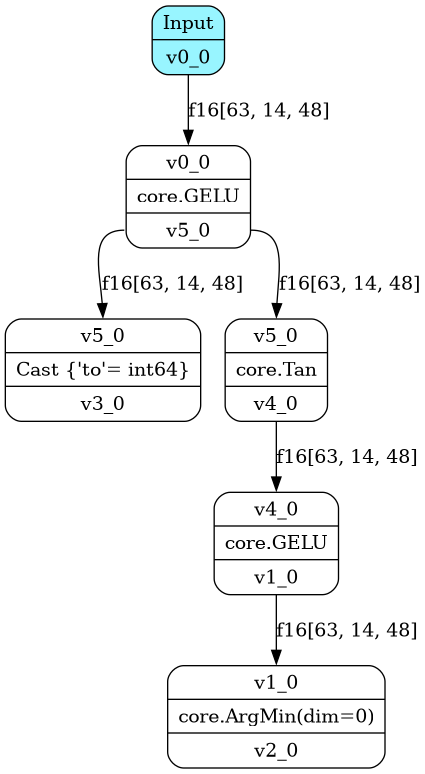 Input
v0_0
f16[63, 14, 48]
v0_0
core.GELU
v5_0
f16[63, 14, 48]
f16[63, 14, 48]
v5_0
Cast {'to'= int64}
v3_0
v5_0
core.Tan
v4_0
f16[63, 14, 48]
v4_0
core.GELU
v1_0
f16[63, 14, 48]
v1_0
core.ArgMin(dim=0)
v2_0